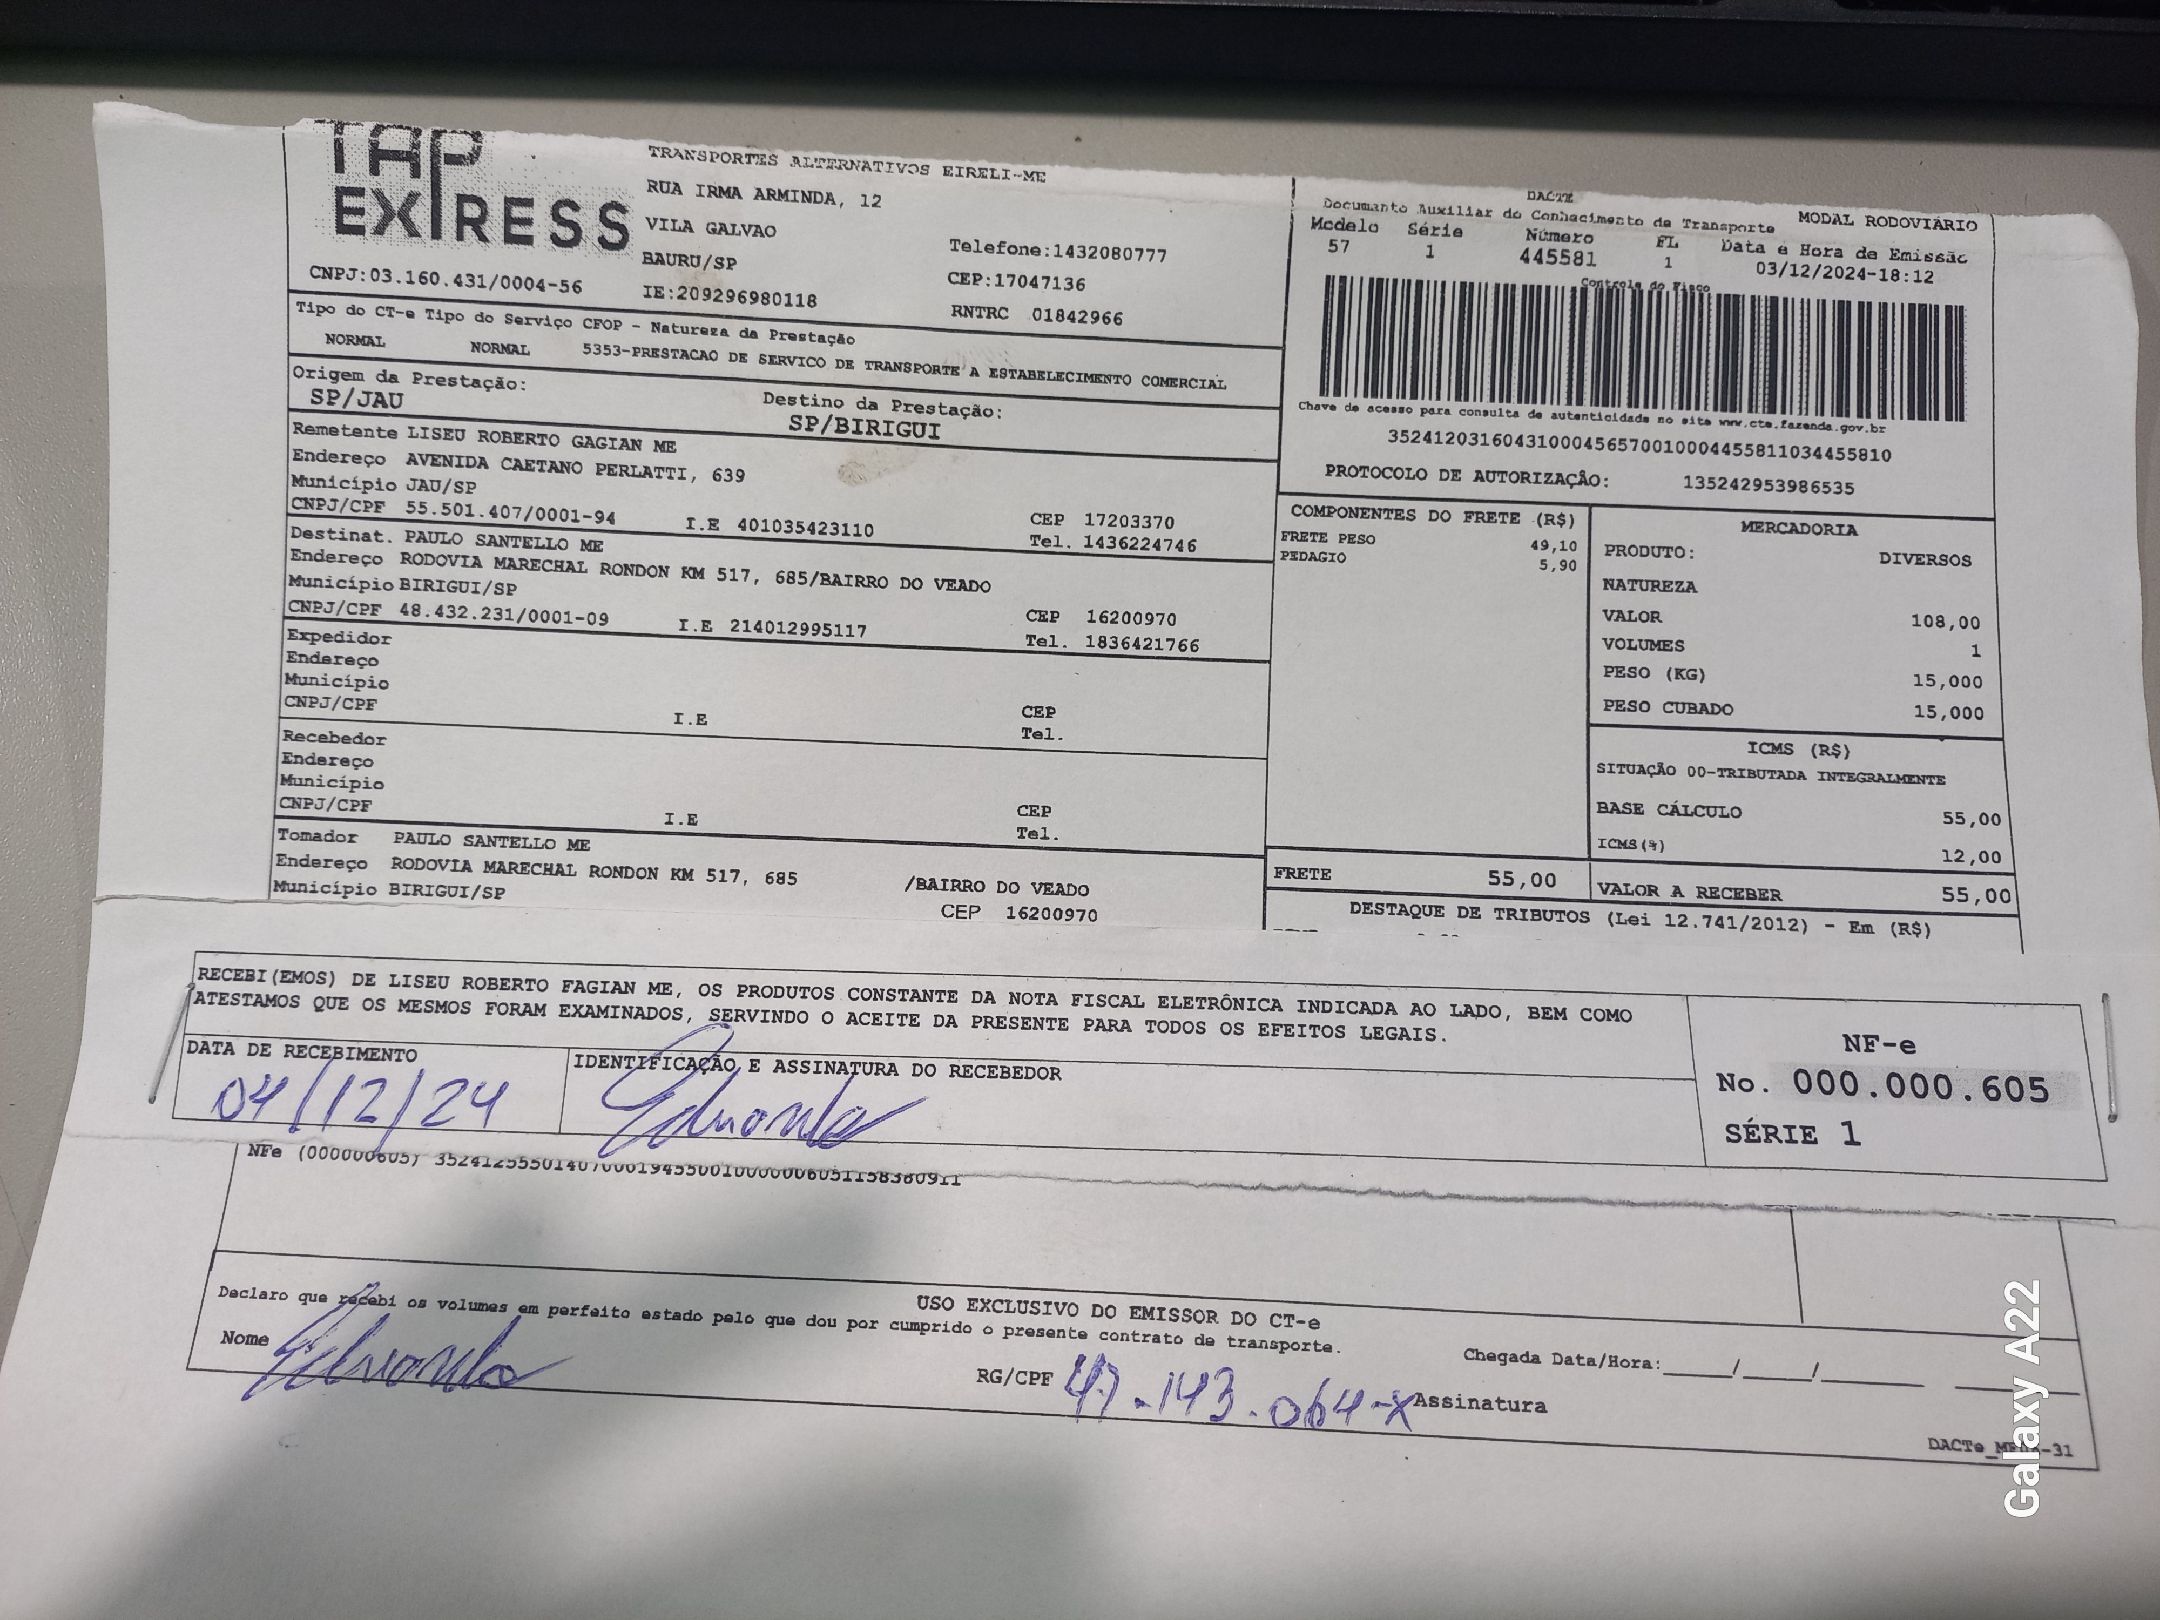 TAP
EXPRESS
TRANSPORTES ALTERNATIVOS EIRELI-ME
RUA IRMA ARMINDA, 12
VILA GALVAO
BAURU/SP
Telefone:1432080777
CEP:17047136
CNPJ:03.160.431/0004-56
IE:209296980118
RNTRC 01842966
DACTE
Documento Auxiliar do Conhecimento de Transporte
MODAL RODOVIÁRIO
Modelo Série Número FL Data e Hora de Emissão
57 1 445581 1 03/12/2024-18:12
Controle do Fisco
Chave de acesso para consulta de autenticidade no site www.cte.fazenda.gov.br
35241203160431000456570010004455811034455810
PROTOCOLO DE AUTORIZAÇÃO: 135242953986535
Tipo do CT-e Tipo do Serviço CFOP - Natureza da Prestação
NORMAL NORMAL 5353-PRESTACAO DE SERVICO DE TRANSPORTE A ESTABELECIMENTO COMERCIAL
Origem da Prestação: Destino da Prestação:
SP/JAU SP/BIRIGUI
Remetente LISEU ROBERTO GAGIAN ME
Endereço AVENIDA CAETANO PERLATTI, 639
Município JAU/SP CEP 17203370
CNPJ/CPF 55.501.407/0001-94 I.E 401035423110 Tel. 1436224746
Destinat. PAULO SANTELLO ME
Endereço RODOVIA MARECHAL RONDON KM 517, 685/BAIRRO DO VEADO
Município BIRIGUI/SP CEP 16200970
CNPJ/CPF 48.432.231/0001-09 I.E 214012995117 Tel. 1836421766
Expedidor
Endereço
Município CEP
CNPJ/CPF I.E Tel.
Recebedor
Endereço
Município CEP
CNPJ/CPF I.E Tel.
Tomador PAULO SANTELLO ME
Endereço RODOVIA MARECHAL RONDON KM 517, 685 /BAIRRO DO VEADO
Município BIRIGUI/SP CEP 16200970
COMPONENTES DO FRETE (R$)
FRETE PESO 49,10
PEDAGIO 5,90
FRETE 55,00
MERCADORIA
PRODUTO: DIVERSOS
NATUREZA
VALOR 108,00
VOLUMES 1
PESO (KG) 15,000
PESO CUBADO 15,000
ICMS (R$)
SITUAÇÃO 00-TRIBUTADA INTEGRALMENTE
BASE CÁLCULO 55,00
ICMS(%) 12,00
VALOR A RECEBER 55,00
DESTAQUE DE TRIBUTOS (Lei 12.741/2012) - Em (R$)
RECEBI(EMOS) DE LISEU ROBERTO FAGIAN ME, OS PRODUTOS CONSTANTE DA NOTA FISCAL ELETRÔNICA INDICADA AO LADO, BEM COMO
ATESTAMOS QUE OS MESMOS FORAM EXAMINADOS, SERVINDO O ACEITE DA PRESENTE PARA TODOS OS EFEITOS LEGAIS.
DATA DE RECEBIMENTO
04/12/24
IDENTIFICAÇÃO E ASSINATURA DO RECEBEDOR
Eduardo
NF-e
No. 000.000.605
SÉRIE 1
NFe (000000605) 35241255501407000194550010000006051158360911
USO EXCLUSIVO DO EMISSOR DO CT-e
Declaro que recebi os volumes em perfeito estado pelo que dou por cumprido o presente contrato de transporte.
Nome Eduardo
RG/CPF 47.143.064-X
Chegada Data/Hora:____/____/____
Assinatura
Galaxy A22